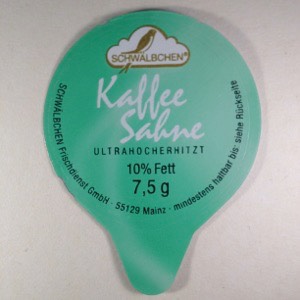 SCHWÄLBCHEN
Kaffee
Sahne
ULTRAHOCHERHITZT
10% Fett
7,5 g
SCHWÄLBCHEN Frischdienst GmbH · 55129 Mainz · mindestens haltbar bis: siehe Rückseite